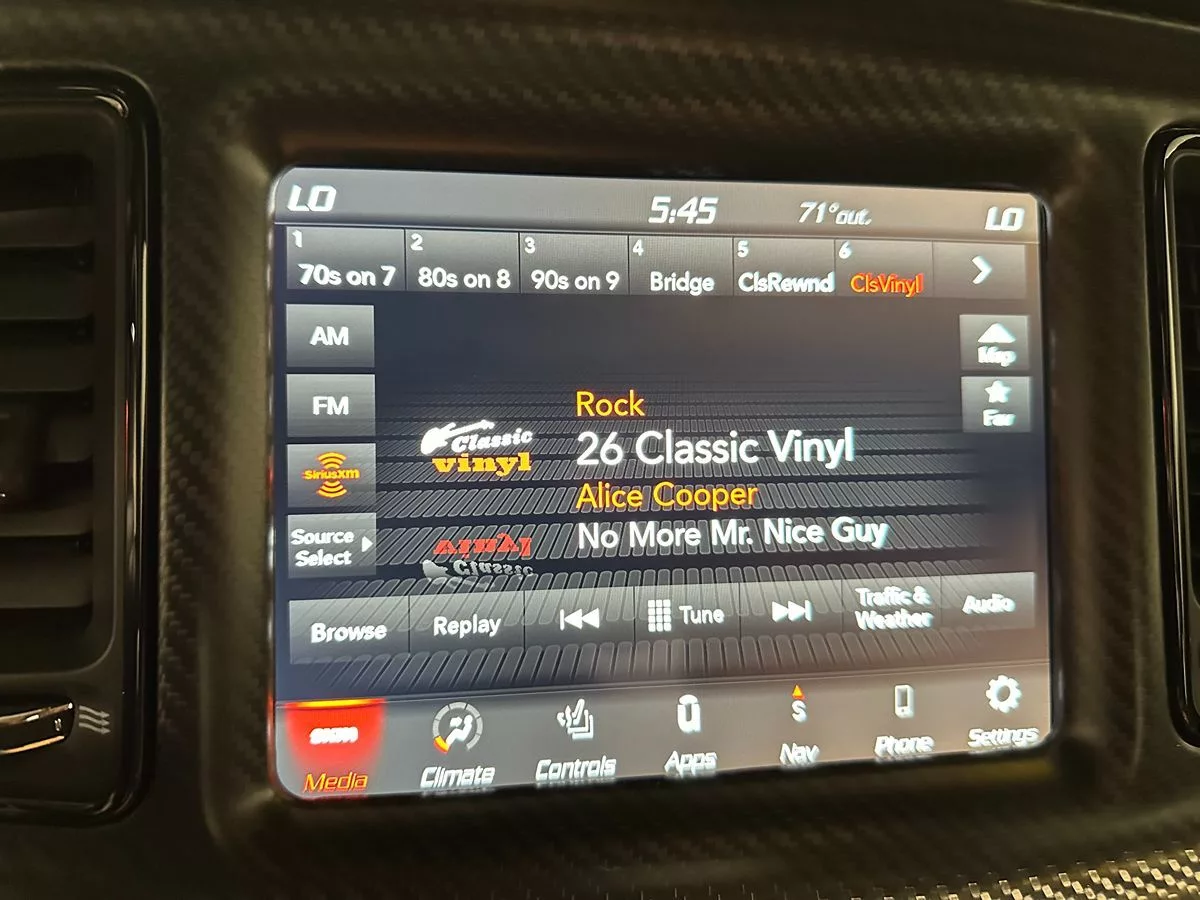 LO 5:45 71°out. LO
1 2 3 4 5 6
70s on 7 80s on 8 90s on 9 Bridge ClsRewnd ClsVinyl
AM
FM
SiriusXM
Source
Select
Map
Fav
Rock
Classic
vinyl
26 Classic Vinyl
Alice Cooper
No More Mr. Nice Guy
Browse Replay Tune Traffic &
Weather Audio
SXM
S
Media Climate Controls Apps Nav Phone Settings